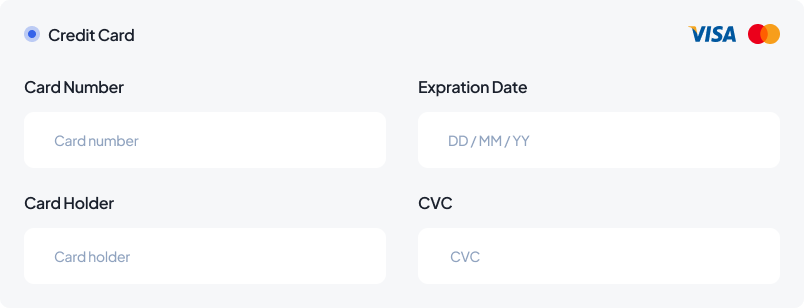 Credit Card
VISA
Card Number
Expration Date
Card number
DD / MM / YY
Card Holder
CVC
Card holder
CVC